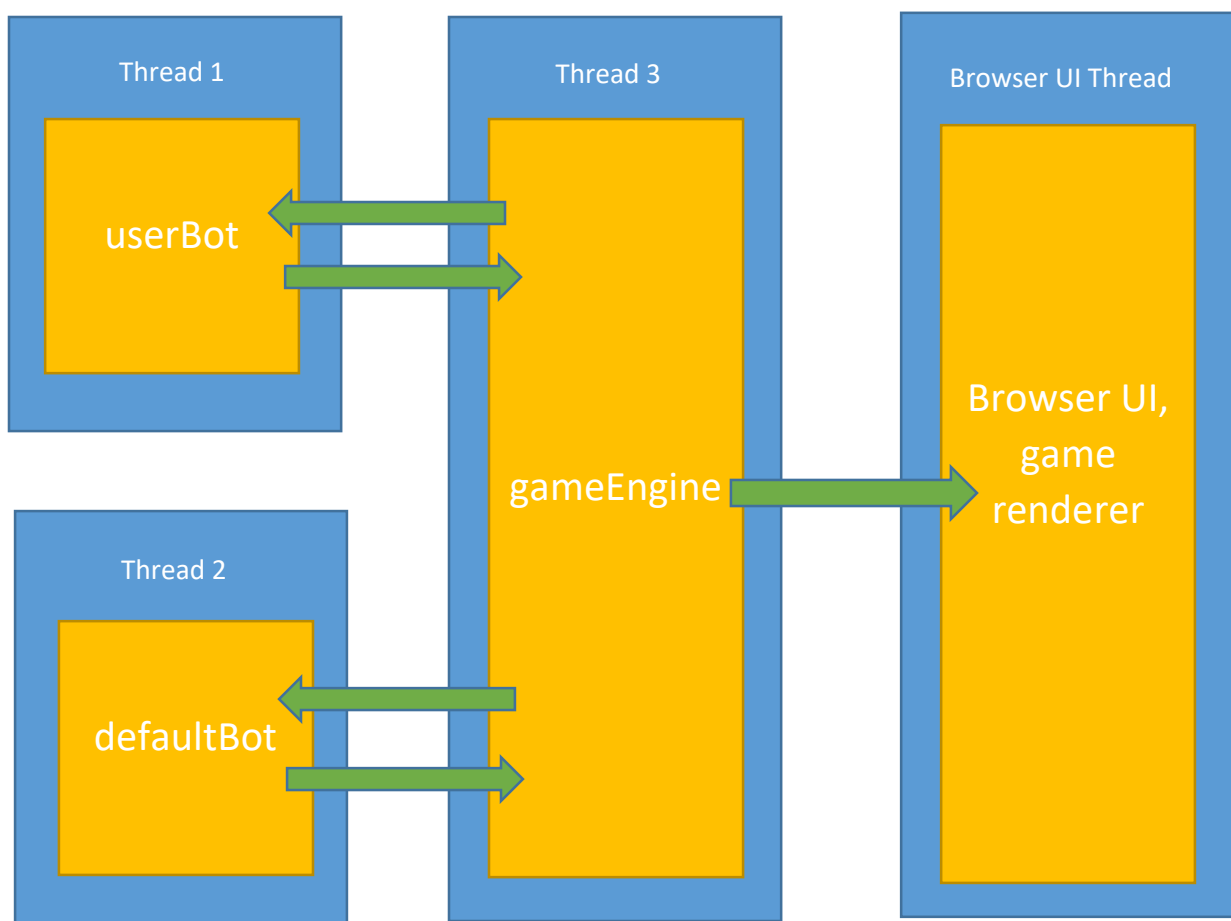 Thread 1
userBot
Thread 2
defaultBot
Thread 3
gameEngine
Browser UI Thread
Browser UI,
game
renderer